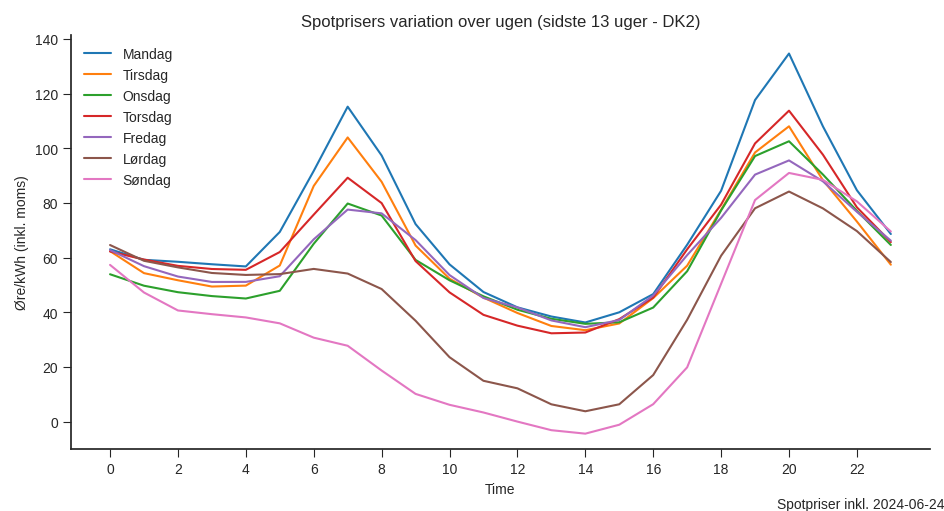 Spotprisers variation over ugen (sidste 13 uger - DK2)
Øre/kWh (inkl. moms)
140
120
100
80
60
40
20
0
Mandag
Tirsdag
Onsdag
Torsdag
Fredag
Lørdag
Søndag
0 2 4 6 8 10 12 14 16 18 20 22
Time
Spotpriser inkl. 2024-06-24